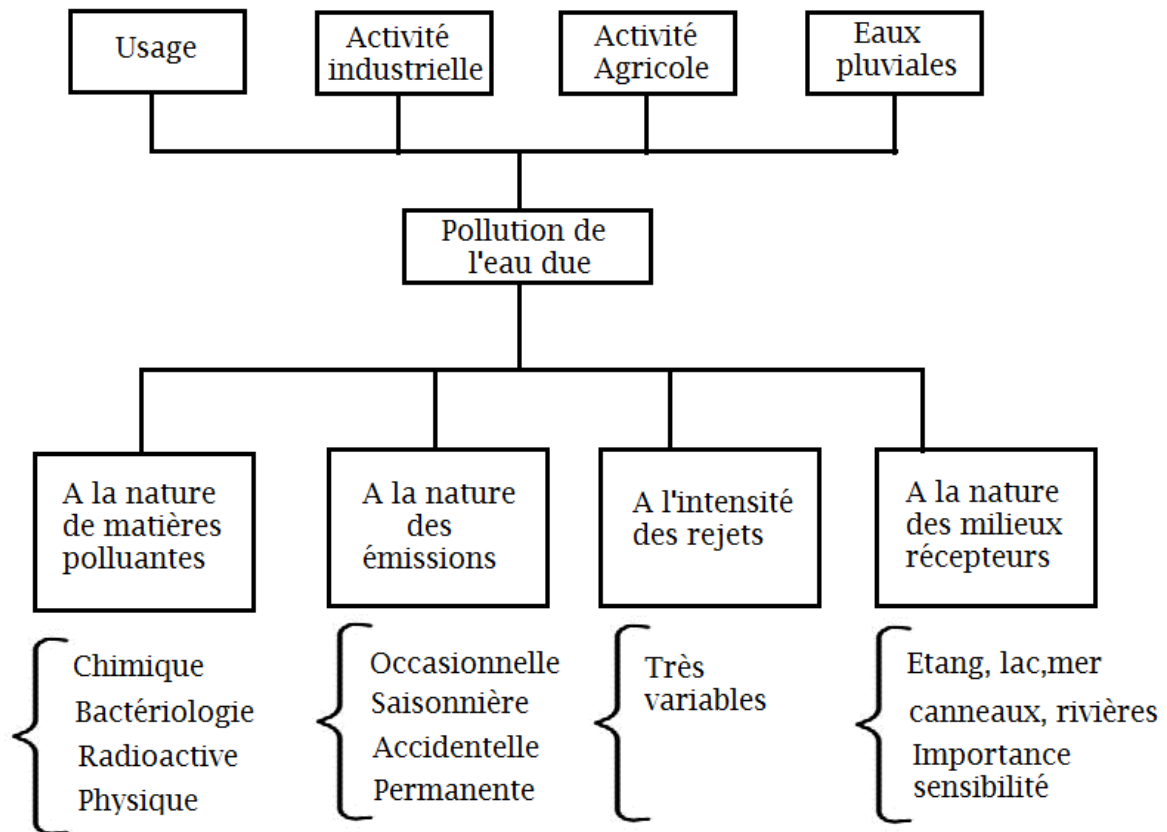 Usage
Activité
industrielle
Activité
Agricole
Eaux
pluviales
Pollution de
l'eau due
A la nature
de matières
polluantes
A la nature
des
émissions
A l'intensité
des rejets
A la nature
des milieux
récepteurs
Chimique
Bactériologie
Radioactive
Physique
Occasionnelle
Saisonnière
Accidentelle
Permanente
Très
variables
Etang, lac,mer
canneaux, rivières
Importance
sensibilité